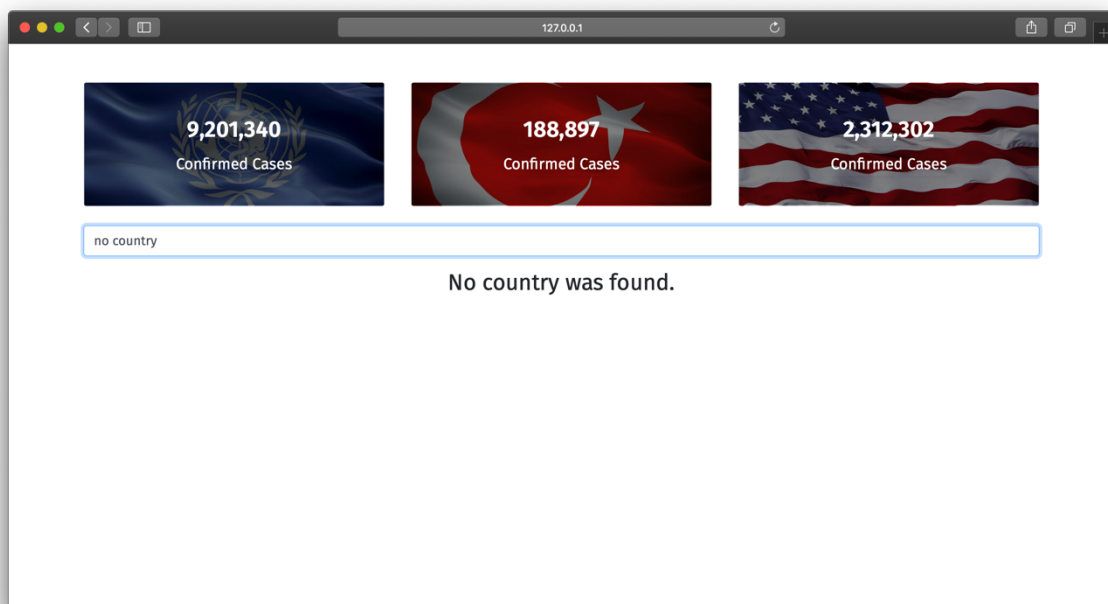 127.0.0.1
9,201,340
Confirmed Cases
188,897
Confirmed Cases
2,312,302
Confirmed Cases
no country
No country was found.